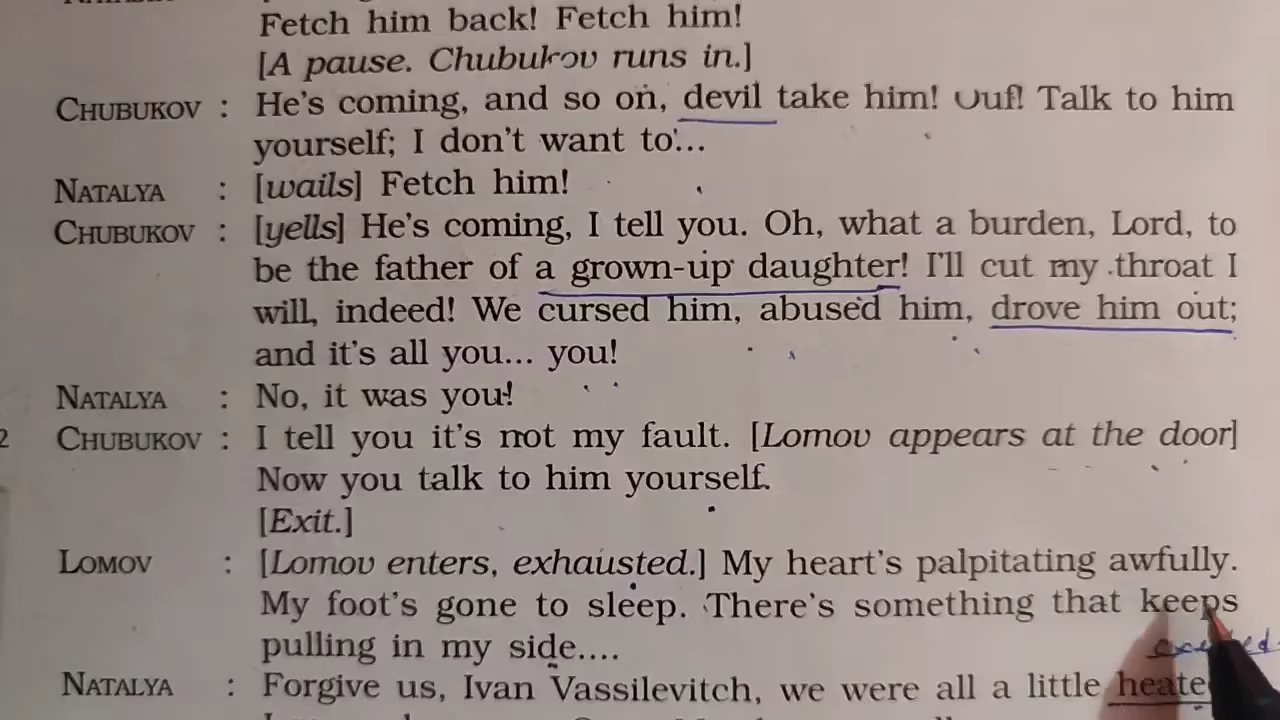 Fetch him back! Fetch him!
[A pause. Chubukov runs in.]
CHUBUKOV : He's coming, and so on, devil take him! Ouf! Talk to him
yourself; I don't want to...
NATALYA : [wails] Fetch him!
CHUBUKOV : [yells] He's coming, I tell you. Oh, what a burden, Lord, to
be the father of a grown-up daughter! I'll cut my throat I
will, indeed! We cursed him, abused him, drove him out;
and it's all you... you!
NATALYA : No, it was you!
2 CHUBUKOV : I tell you it's not my fault. [Lomov appears at the door]
Now you talk to him yourself.
[Exit.]
LOMOV : [Lomov enters, exhausted.] My heart's palpitating awfully.
My foot's gone to sleep. There's something that keeps
pulling in my side....
NATALYA : Forgive us, Ivan Vassilevitch, we were all a little